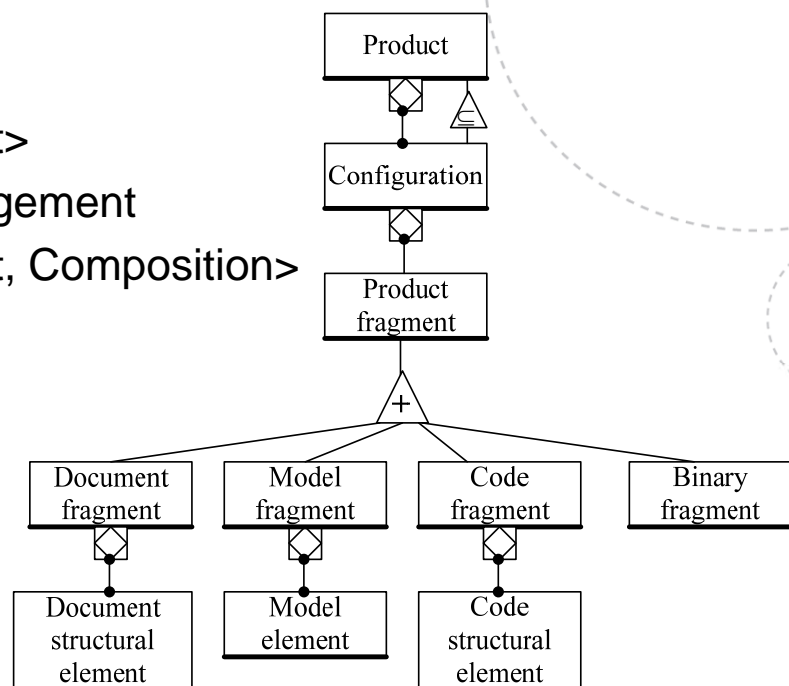 Product
t>
Configuration
gement
t, Composition>
Product
fragment
+
Document
fragment
Model
fragment
Code
fragment
Binary
fragment
Document
structural
element
Model
element
Code
structural
element